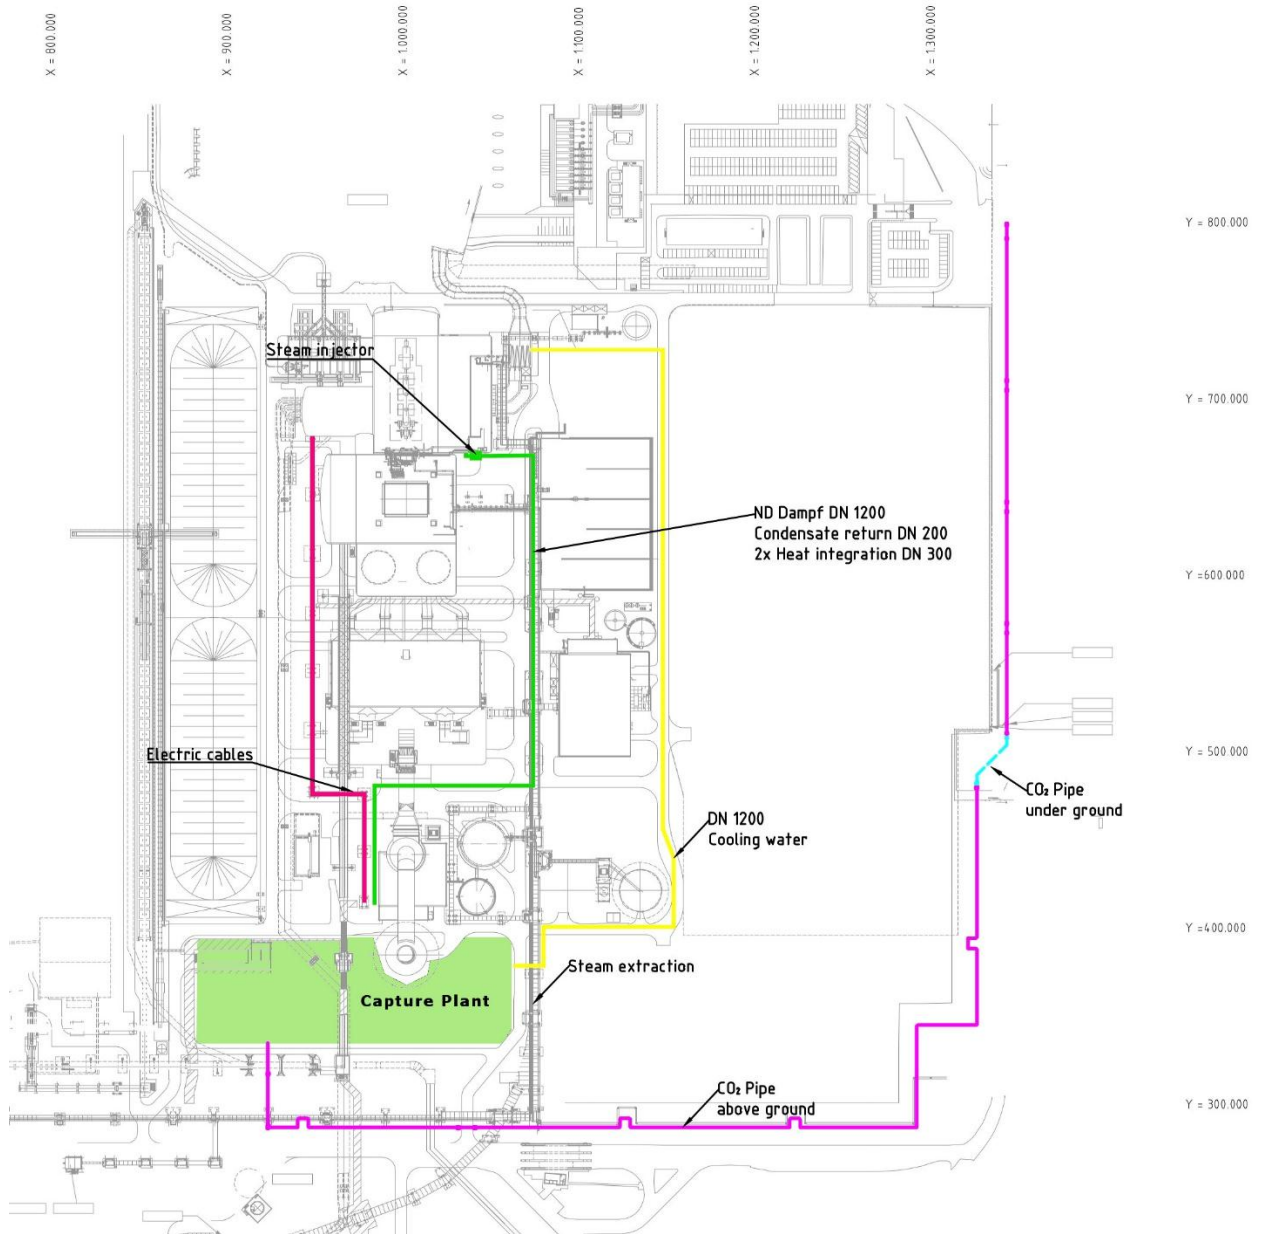 X = 800.000
X = 900.000
X = 1.000.000
X = 1.100.000
X = 1.200.000
X = 1.300.000
Y = 800.000
Steam injector
Y = 700.000
ND Dampf DN 1200
Condensate return DN 200
2x Heat integration DN 300
Y =600.000
Electric cables
Y = 500.000
CO₂ Pipe
under ground
DN 1200
Cooling water
Y =400.000
Steam extraction
Capture Plant
CO₂ Pipe
above ground
Y = 300.000